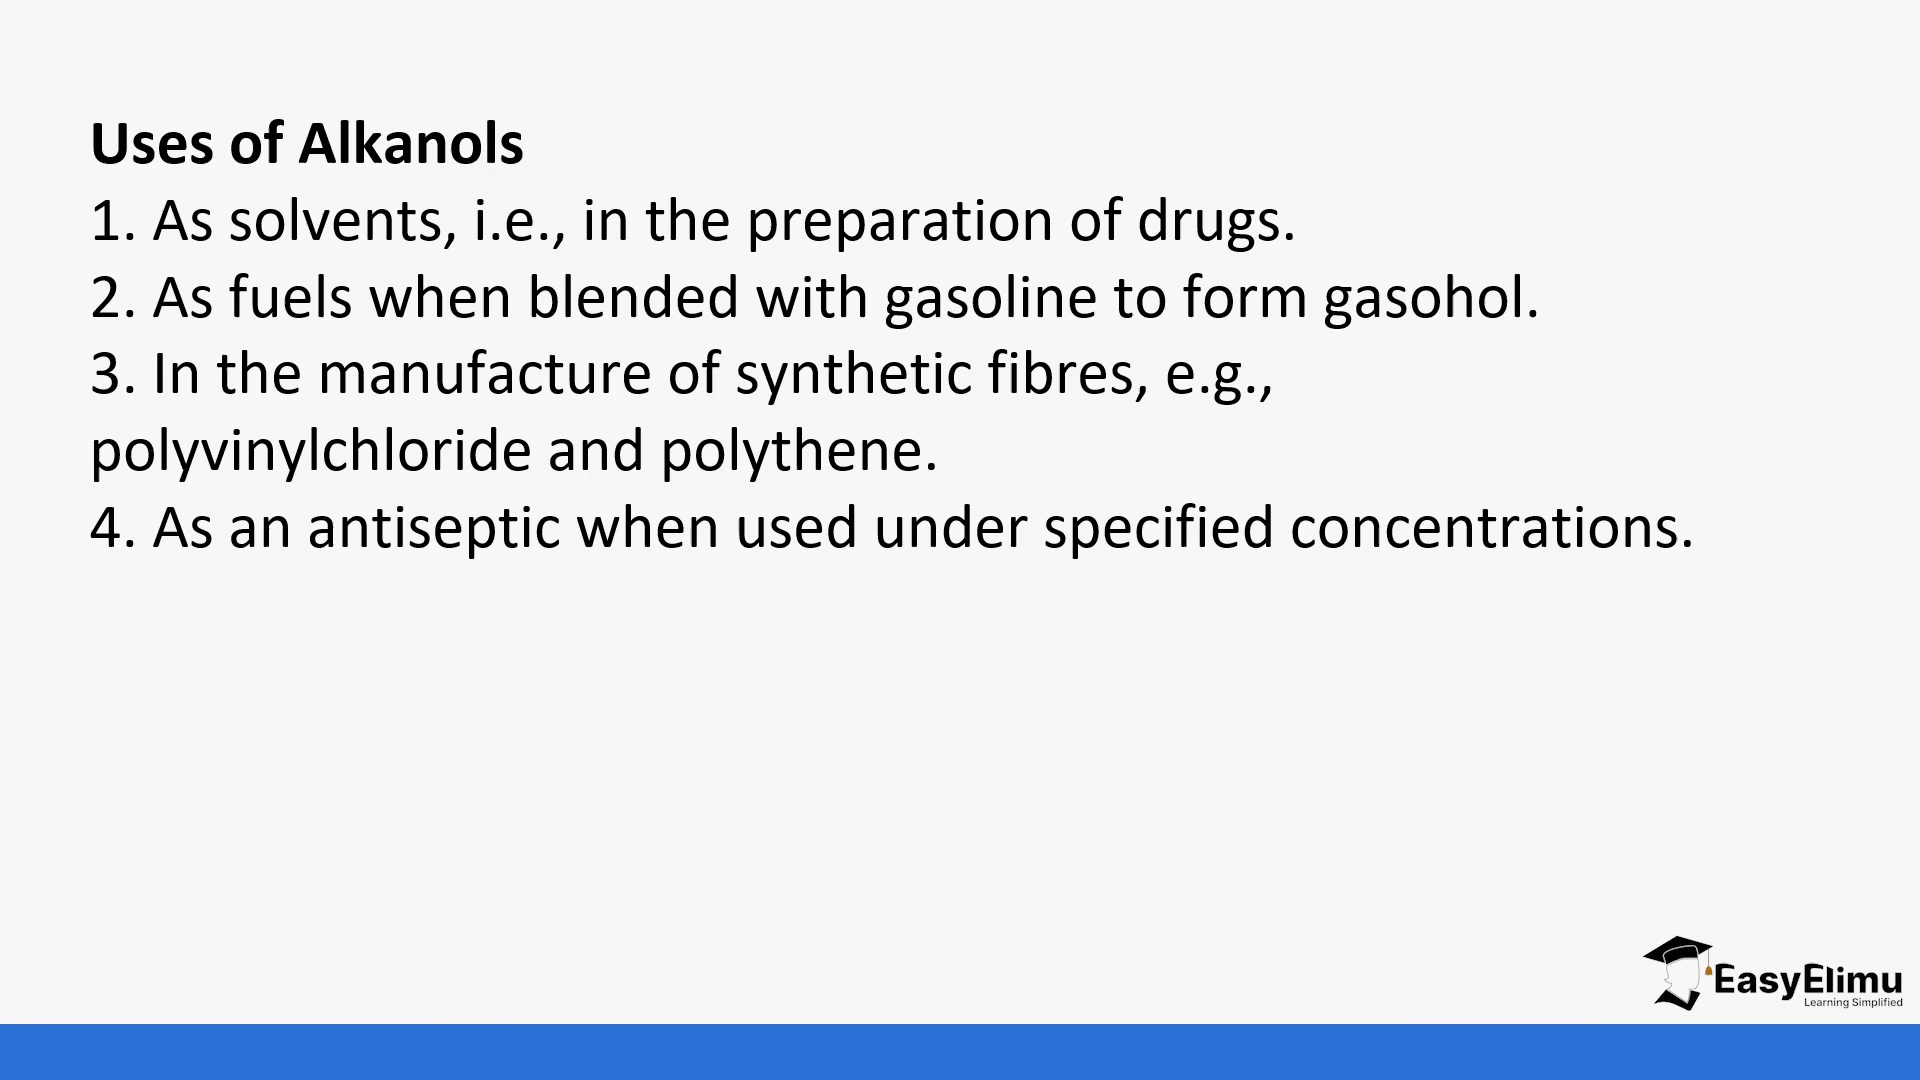 Uses of Alkanols
1. As solvents, i.e., in the preparation of drugs.
2. As fuels when blended with gasoline to form gasohol.
3. In the manufacture of synthetic fibres, e.g.,
polyvinylchloride and polythene.
4. As an antiseptic when used under specified concentrations.
EasyElimu
Learning Simplified